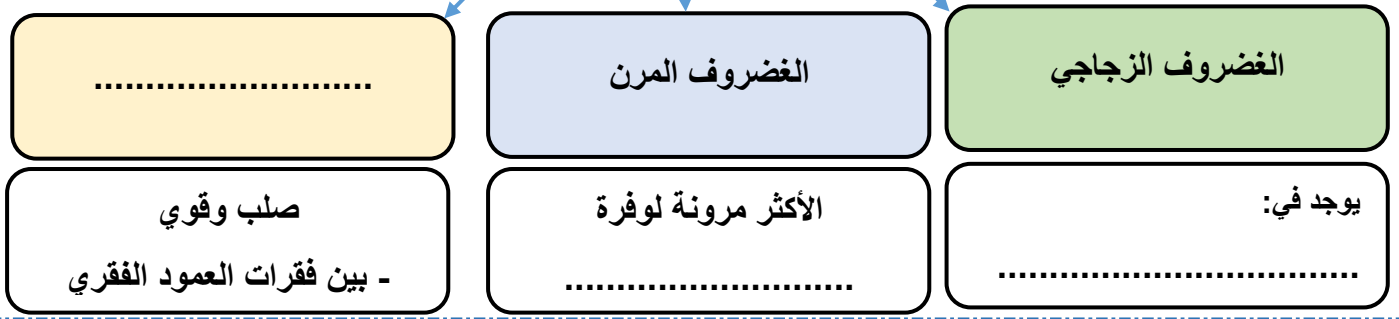 الغضروف الزجاجي
الغضروف المرن
...........................
يوجد في:
...................................
الأكثر مرونة لوفرة
............................
صلب وقوي
- بين فقرات العمود الفقري